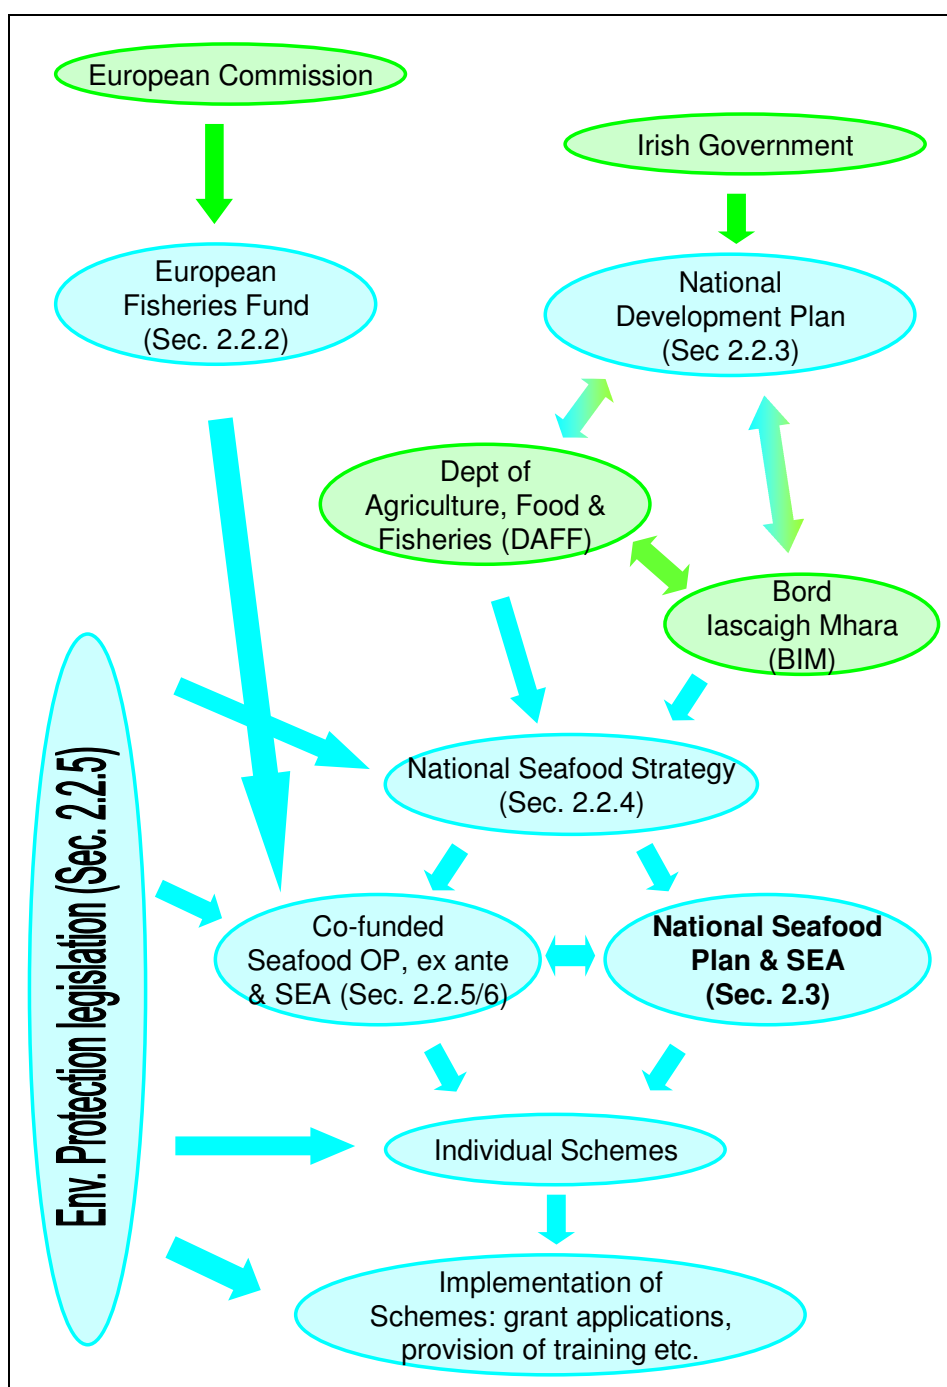 European Commission
Irish Government
European
Fisheries Fund
(Sec. 2.2.2)
National
Development Plan
(Sec 2.2.3)
Dept of
Agriculture, Food &
Fisheries (DAFF)
Bord
Iascaigh Mhara
(BIM)
Env. Protection legislation (Sec. 2.2.5)
National Seafood Strategy
(Sec. 2.2.4)
Co-funded
Seafood OP, ex ante
& SEA (Sec. 2.2.5/6)
National Seafood
Plan & SEA
(Sec. 2.3)
Individual Schemes
Implementation of
Schemes: grant applications,
provision of training etc.